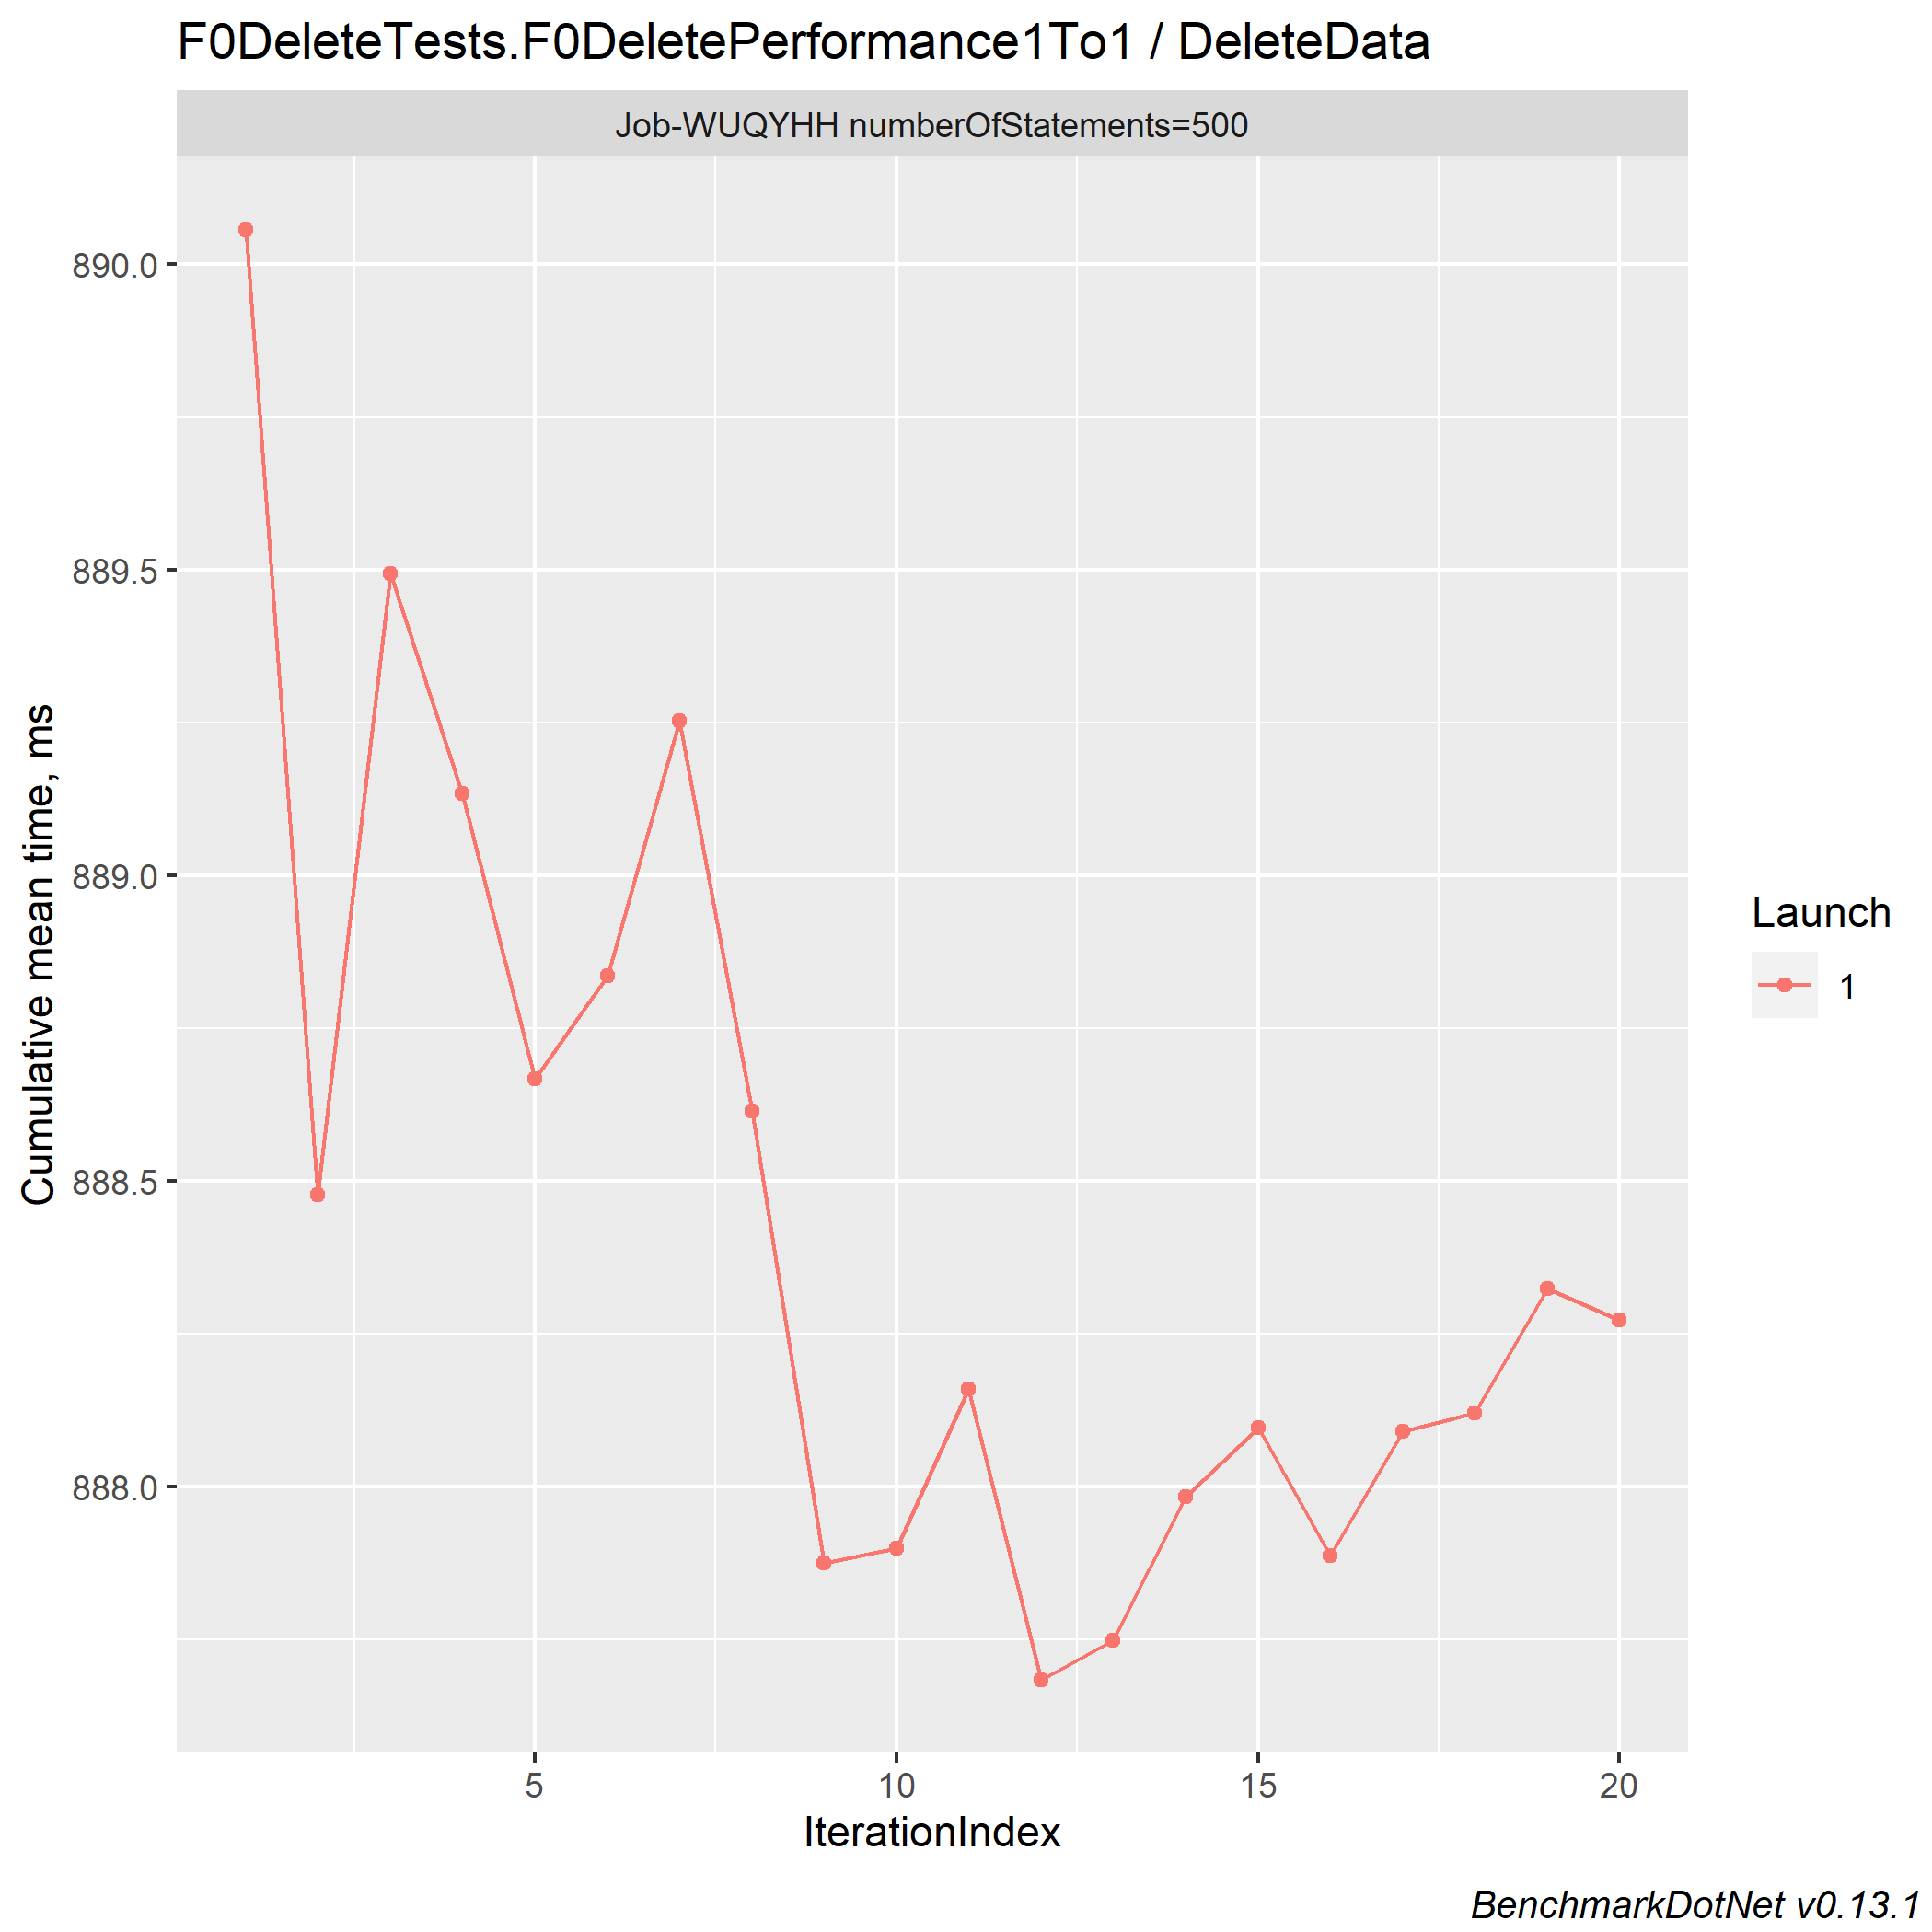 F0DeleteTests.F0DeletePerformance1To1 / DeleteData
Job-WUQYHH numberOfStatements=500
Cumulative mean time, ms
890.0
889.5
889.0
888.5
888.0
5 10 15 20
IterationIndex
Launch
1
BenchmarkDotNet v0.13.1